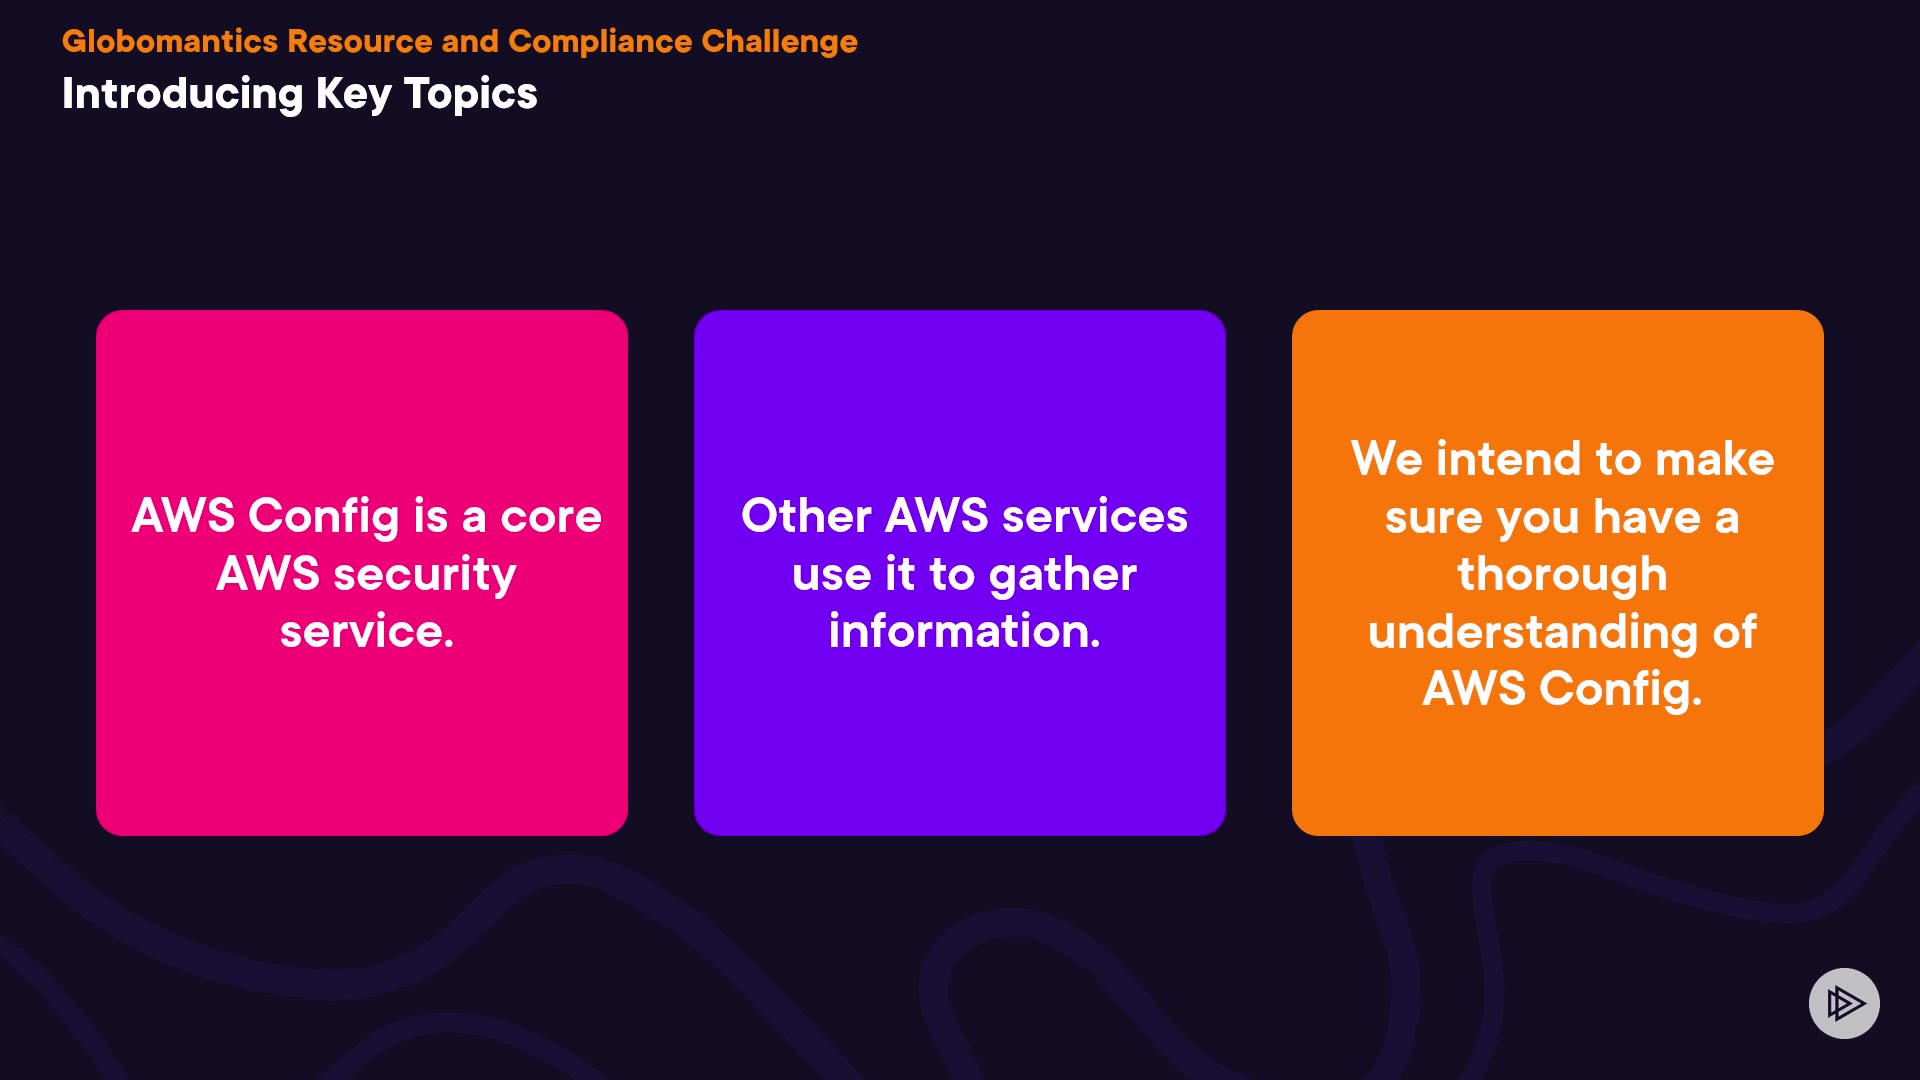 Globomantics Resource and Compliance Challenge
Introducing Key Topics
AWS Config is a core
AWS security
service.
Other AWS services
use it to gather
information.
We intend to make
sure you have a
thorough
understanding of
AWS Config.